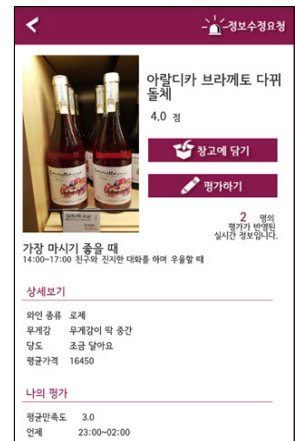 정보수정요청
아랄디카 브라께토 다뀌
돌체
4.0 점
창고에 담기
평가하기
2 명의
평가가 반영된
실시간 정보입니다.
가장 마시기 좋을 때
14:00~17:00 친구와 진지한 대화를 하며 우울할 때
상세보기
와인 종류 로제
무게감 무게감이 딱 중간
당도 조금 달아요
평균가격 16450
나의 평가
평균만족도 3.0
언제 23:00~02:00